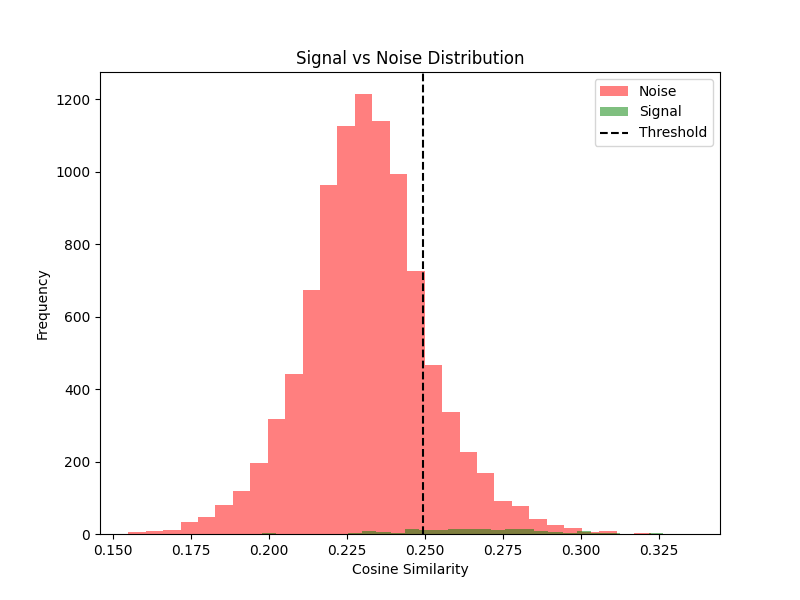 Signal vs Noise Distribution
Noise
Signal
Threshold
1200
1000
800
600
400
200
0
Frequency
0.150 0.175 0.200 0.225 0.250 0.275 0.300 0.325
Cosine Similarity